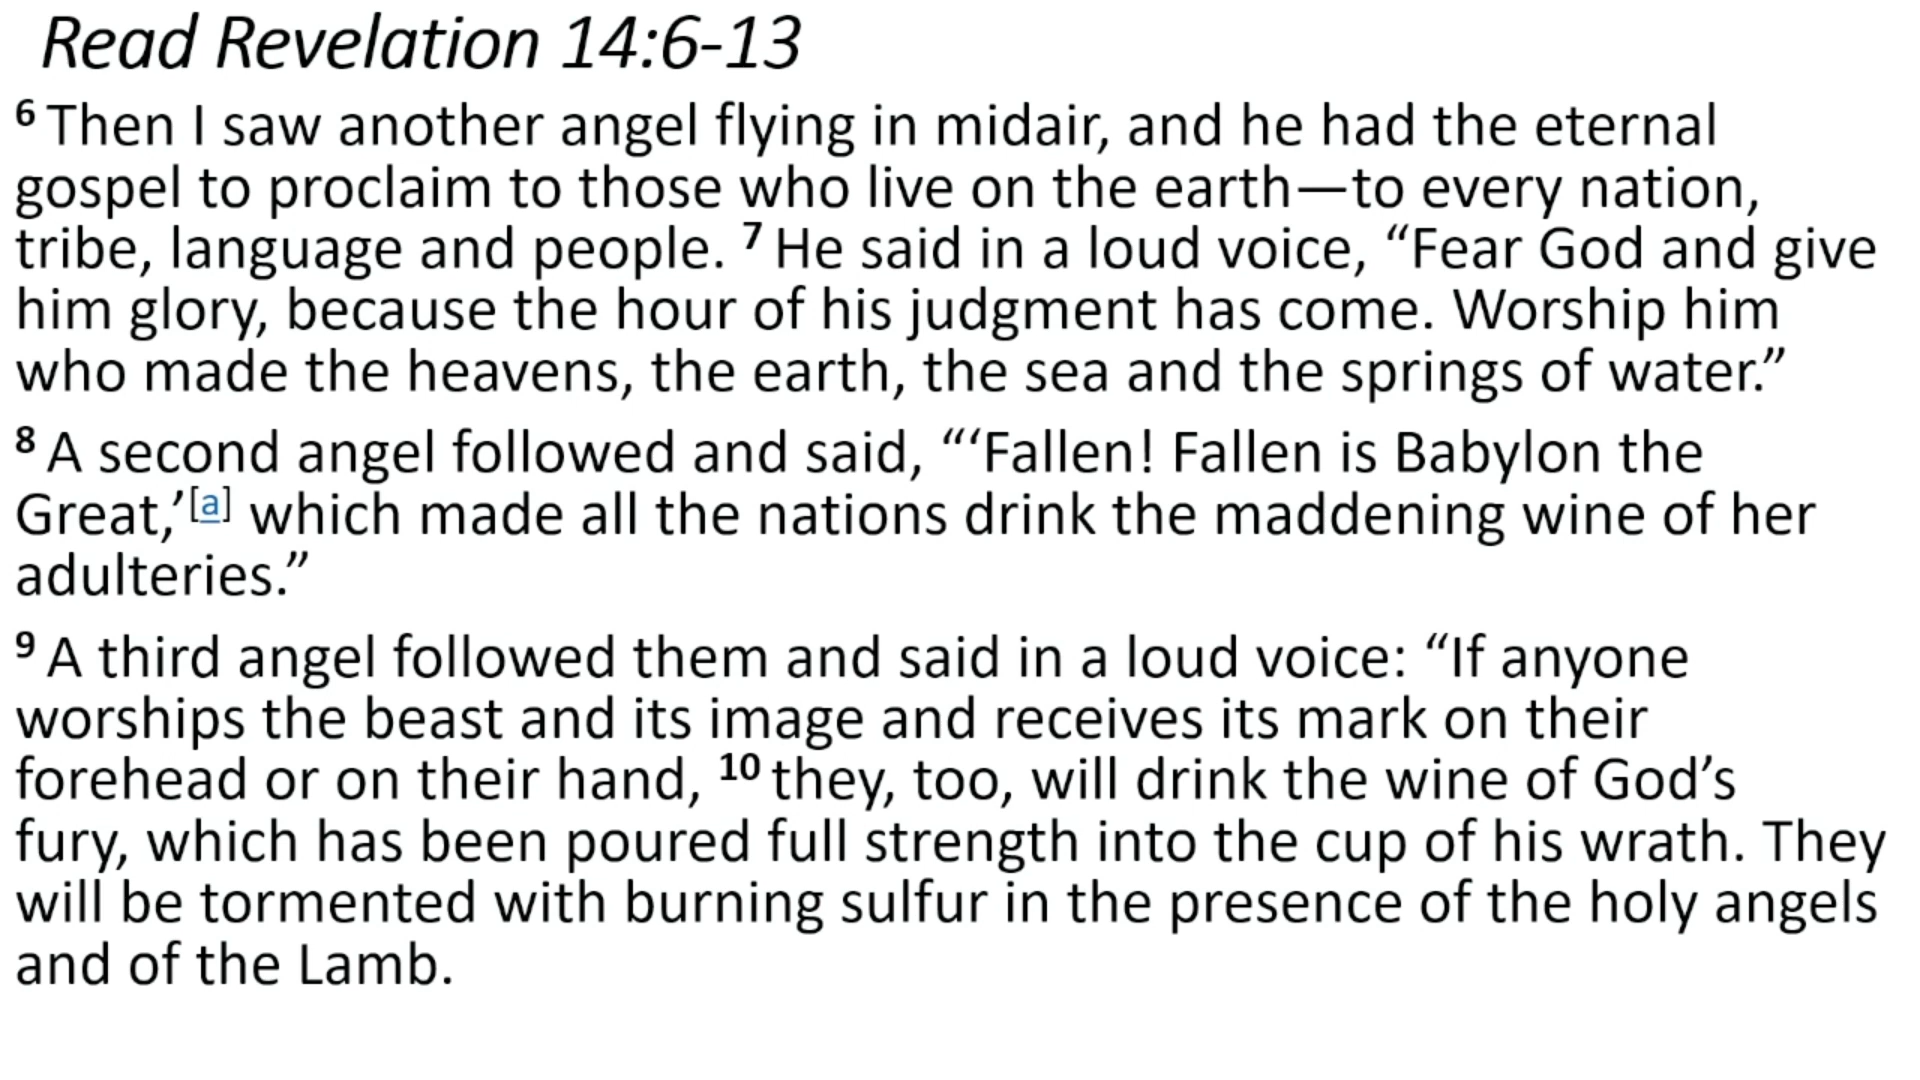 Read Revelation 14:6-13
6 Then I saw another angel flying in midair, and he had the eternal
gospel to proclaim to those who live on the earth—to every nation,
tribe, language and people. 7 He said in a loud voice, “Fear God and give
him glory, because the hour of his judgment has come. Worship him
who made the heavens, the earth, the sea and the springs of water.”
8 A second angel followed and said, “‘Fallen! Fallen is Babylon the
Great,’[a] which made all the nations drink the maddening wine of her
adulteries.”
9 A third angel followed them and said in a loud voice: “If anyone
worships the beast and its image and receives its mark on their
forehead or on their hand, 10 they, too, will drink the wine of God’s
fury, which has been poured full strength into the cup of his wrath. They
will be tormented with burning sulfur in the presence of the holy angels
and of the Lamb.